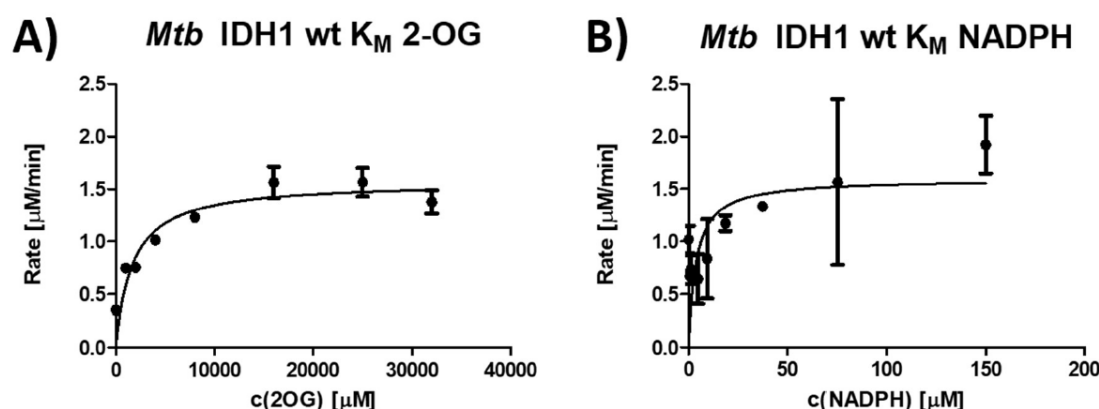 A) Mtb IDH1 wt KM 2-OG
2.5
2.0
1.5
1.0
0.5
0.0
Rate [µM/min]
0 10000 20000 30000 40000
c(2OG) [µM]
B) Mtb IDH1 wt KM NADPH
2.5
2.0
1.5
1.0
0.5
0.0
Rate [µM/min]
0 50 100 150 200
c(NADPH) [µM]